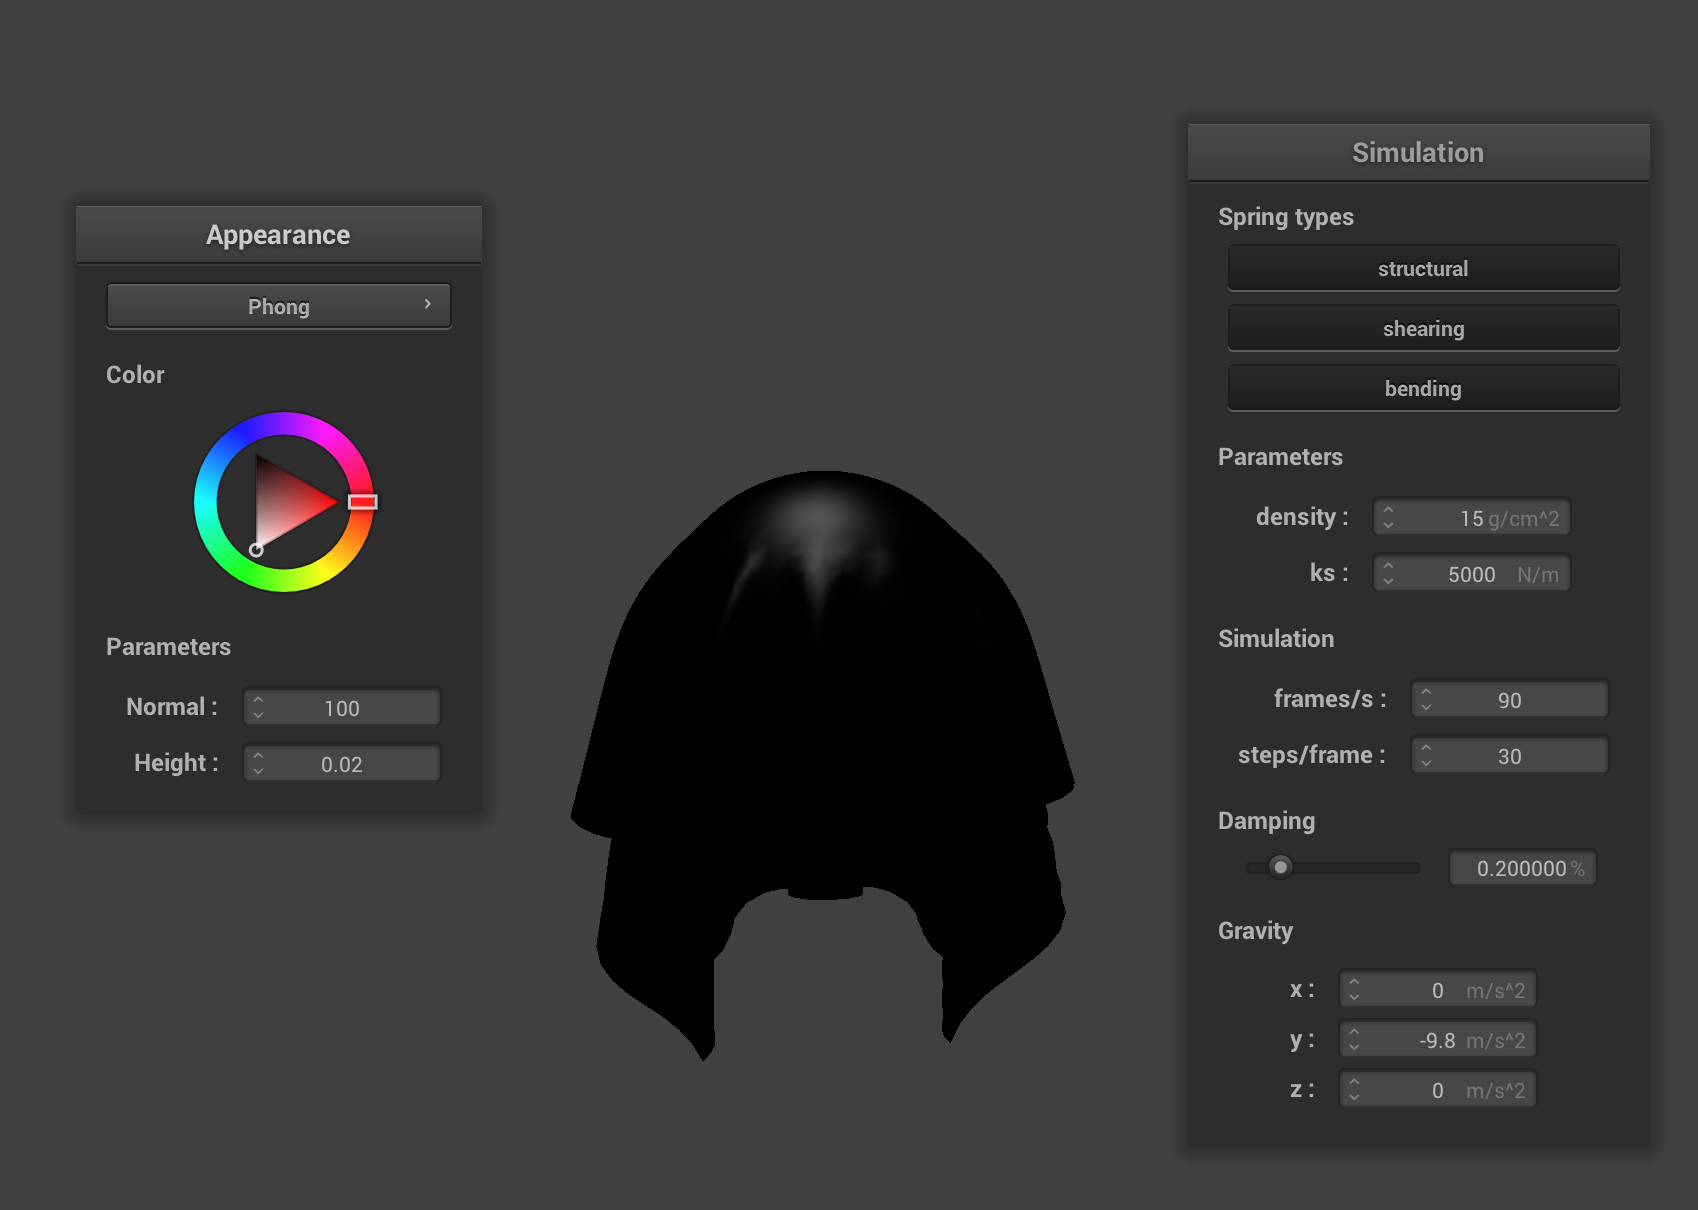 Appearance
Phong
Color
Parameters
Normal : 100
Height : 0.02
Simulation
Spring types
structural
shearing
bending
Parameters
density : 15 g/cm^2
ks : 5000 N/m
Simulation
frames/s : 90
steps/frame : 30
Damping
0.200000 %
Gravity
x : 0 m/s^2
y : -9.8 m/s^2
z : 0 m/s^2